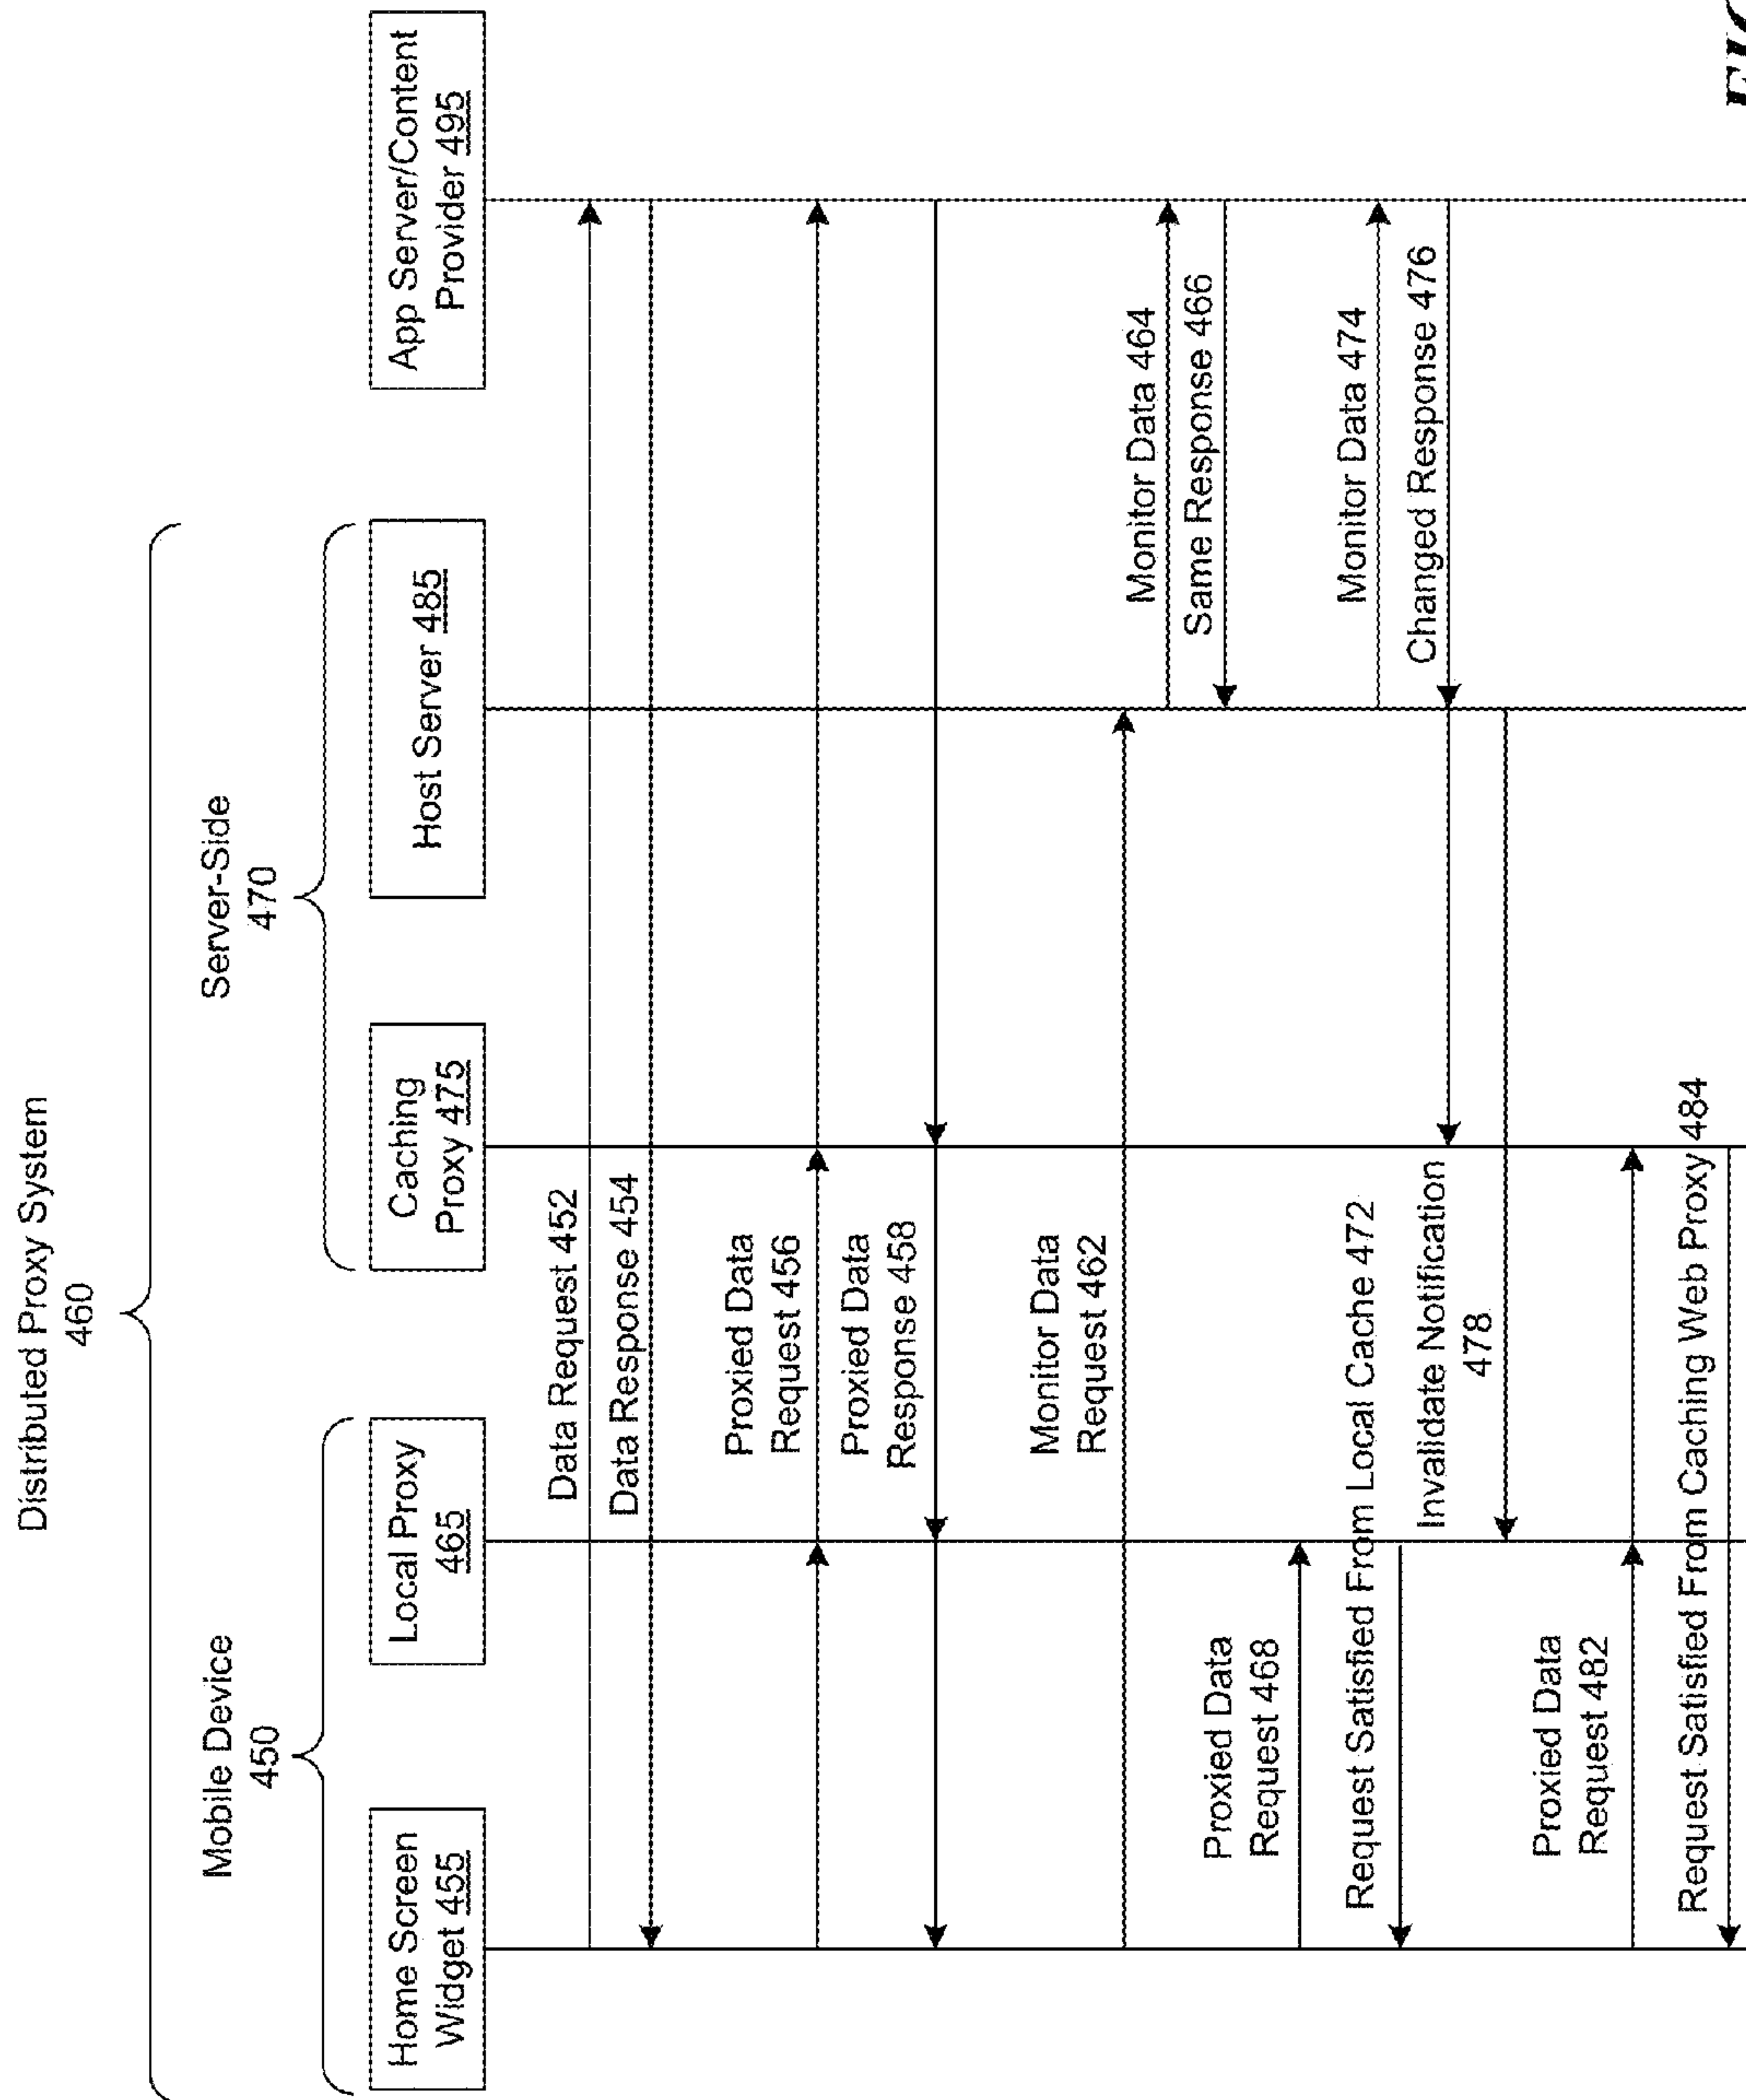 Distributed Proxy System
460
Mobile Device
450
Server-Side
470
Home Screen
Widget 455
Local Proxy
465
Caching
Proxy 475
Host Server 485
App Server/Content
Provider 495
Data Request 452
Data Response 454
Proxied Data
Request 456
Proxied Data
Response 458
Monitor Data
Request 462
Monitor Data 464
Same Response 466
Proxied Data
Request 468
Request Satisfied From Local Cache 472
Monitor Data 474
Changed Response 476
Invalidate Notification
478
Proxied Data
Request 482
Request Satisfied From Caching Web Proxy 484